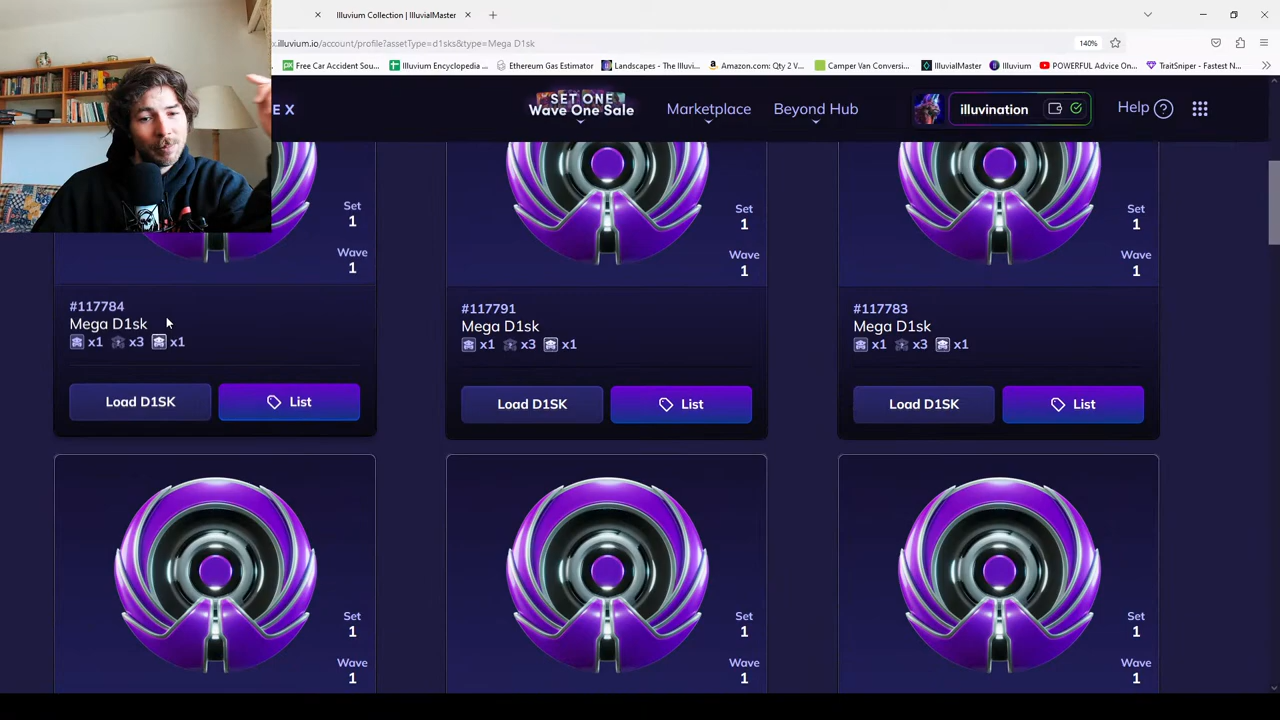 Illuvium Collection | IlluvialMaster
x.illuvium.io/account/profile?assetType=d1sks&type=Mega D1sk
140%
Free Car Accident Sou...
Illuvium Encyclopedia ...
Ethereum Gas Estimator
Landscapes - The Illuvi...
Amazon.com: Qty 2 V...
Camper Van Conversi...
IlluvialMaster
Illuvium
POWERFUL Advice On...
TraitSniper - Fastest N...
E X
SET ONE
Wave One Sale
Marketplace
Beyond Hub
illuvination
Help ?
Set
1
Wave
1
#117784
Mega D1sk
x1 x3 x1
Load D1SK
List
Set
1
Wave
1
#117791
Mega D1sk
x1 x3 x1
Load D1SK
List
Set
1
Wave
1
#117783
Mega D1sk
x1 x3 x1
Load D1SK
List
Set
1
Wave
1
Set
1
Wave
1
Set
1
Wave
1